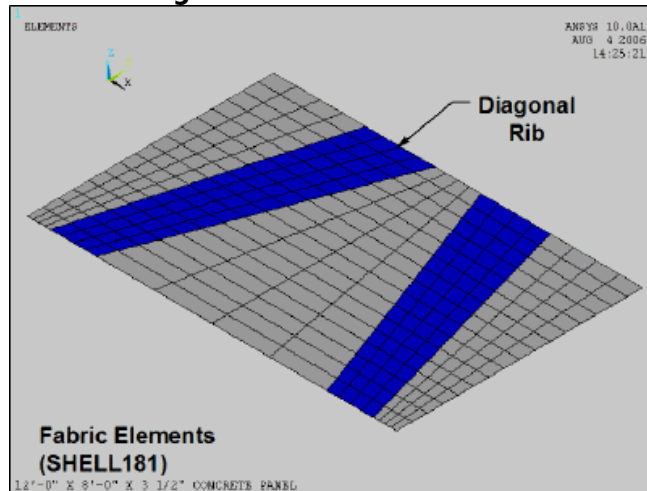 1
ELEMENTS
ANSYS 10.0A1
AUG 4 2006
14:25:21
Z
X
Diagonal
Rib
Fabric Elements
(SHELL181)
12'-0" X 8'-0" X 3 1/2" CONCRETE PANEL